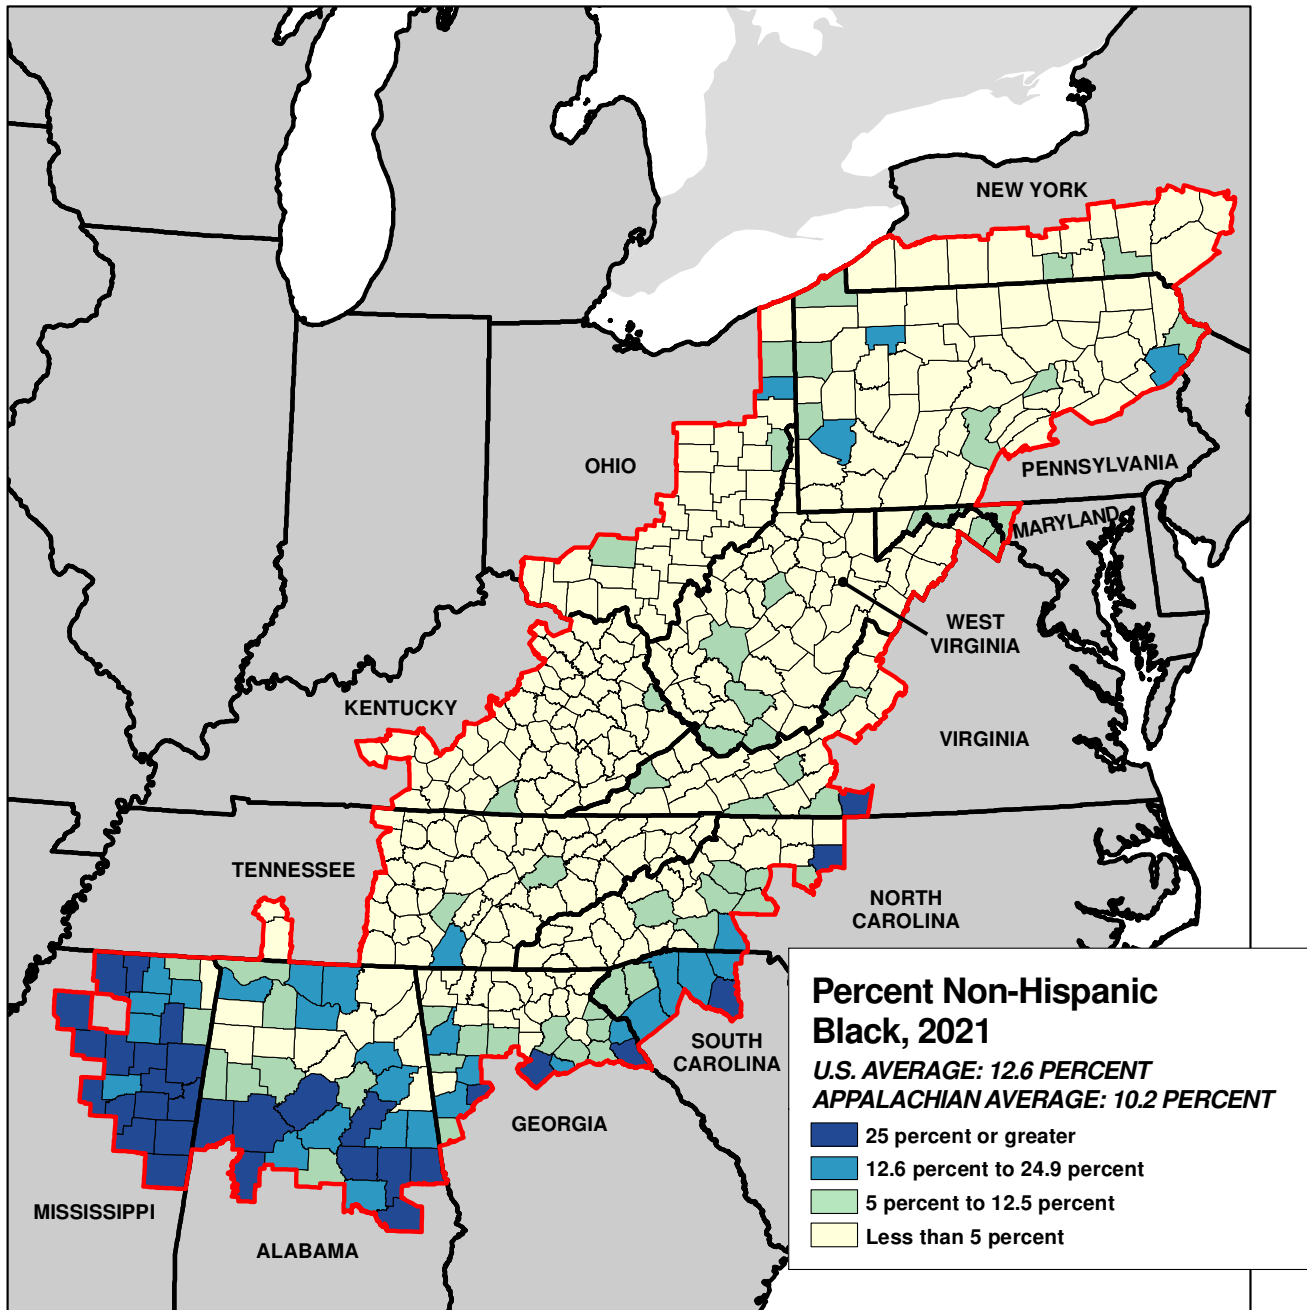 NEW YORK
OHIO
PENNSYLVANIA
MARYLAND
WEST
VIRGINIA
KENTUCKY
VIRGINIA
TENNESSEE
NORTH
CAROLINA
SOUTH
CAROLINA
GEORGIA
MISSISSIPPI
ALABAMA
Percent Non-Hispanic
Black, 2021
U.S. AVERAGE: 12.6 PERCENT
APPALACHIAN AVERAGE: 10.2 PERCENT
25 percent or greater
12.6 percent to 24.9 percent
5 percent to 12.5 percent
Less than 5 percent